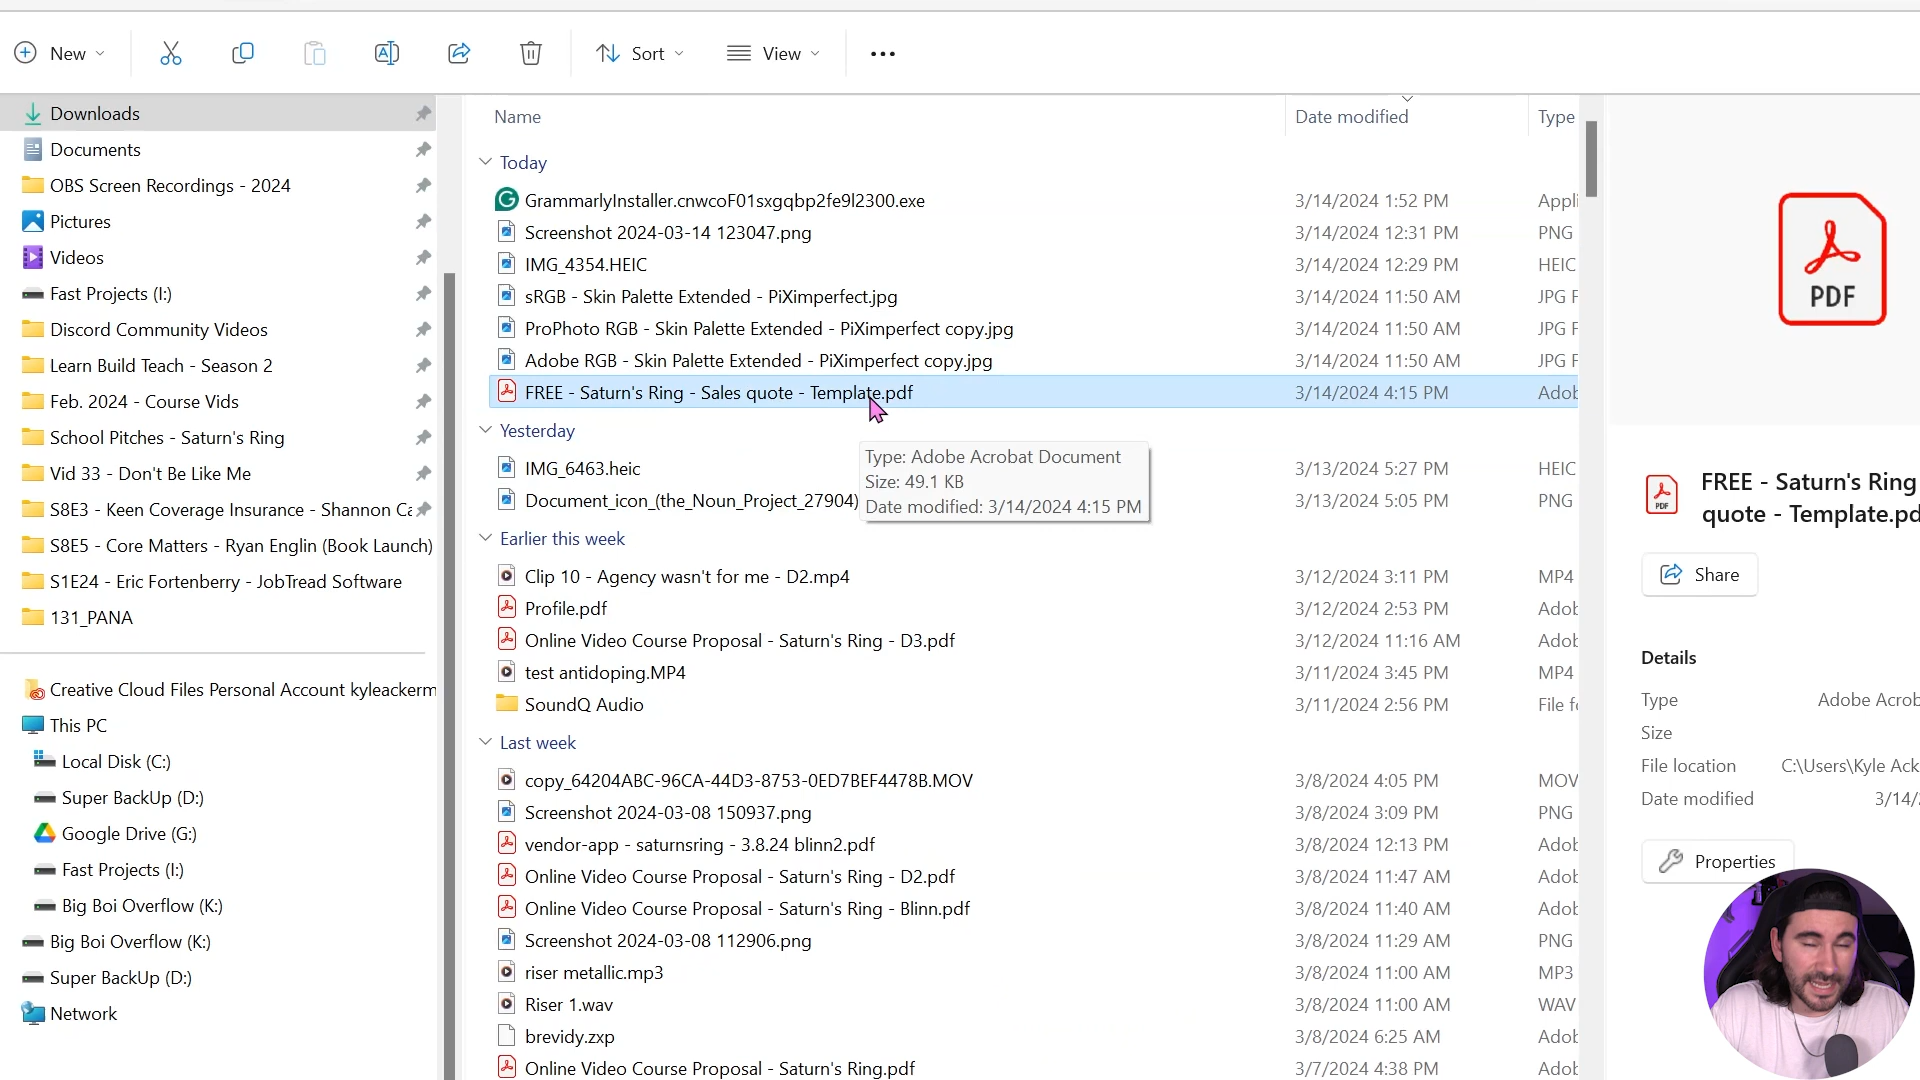 New
Sort
View
Downloads
Documents
OBS Screen Recordings - 2024
Pictures
Videos
Fast Projects (I:)
Discord Community Videos
Learn Build Teach - Season 2
Feb. 2024 - Course Vids
School Pitches - Saturn's Ring
Vid 33 - Don't Be Like Me
S8E3 - Keen Coverage Insurance - Shannon Ca
S8E5 - Core Matters - Ryan Englin (Book Launch)
S1E24 - Eric Fortenberry - JobTread Software
131_PANA
Creative Cloud Files Personal Account kyleackerm
This PC
Local Disk (C:)
Super BackUp (D:)
Google Drive (G:)
Fast Projects (I:)
Big Boi Overflow (K:)
Big Boi Overflow (K:)
Super BackUp (D:)
Network
Name Date modified Type
Today
GrammarlyInstaller.cnwcoF01sxgqbp2fe9l2300.exe 3/14/2024 1:52 PM Appli
Screenshot 2024-03-14 123047.png 3/14/2024 12:31 PM PNG
IMG_4354.HEIC 3/14/2024 12:29 PM HEIC
sRGB - Skin Palette Extended - PiXimperfect.jpg 3/14/2024 11:50 AM JPG F
ProPhoto RGB - Skin Palette Extended - PiXimperfect copy.jpg 3/14/2024 11:50 AM JPG F
Adobe RGB - Skin Palette Extended - PiXimperfect copy.jpg 3/14/2024 11:50 AM JPG F
FREE - Saturn's Ring - Sales quote - Template.pdf 3/14/2024 4:15 PM Adob
Yesterday
IMG_6463.heic 3/13/2024 5:27 PM HEIC
Document_icon_(the_Noun_Project_27904) 3/13/2024 5:05 PM PNG
Type: Adobe Acrobat Document
Size: 49.1 KB
Date modified: 3/14/2024 4:15 PM
Earlier this week
Clip 10 - Agency wasn't for me - D2.mp4 3/12/2024 3:11 PM MP4
Profile.pdf 3/12/2024 2:53 PM Adob
Online Video Course Proposal - Saturn's Ring - D3.pdf 3/12/2024 11:16 AM Adob
test antidoping.MP4 3/11/2024 3:45 PM MP4
SoundQ Audio 3/11/2024 2:56 PM File fo
Last week
copy_64204ABC-96CA-44D3-8753-0ED7BEF4478B.MOV 3/8/2024 4:05 PM MOV
Screenshot 2024-03-08 150937.png 3/8/2024 3:09 PM PNG
vendor-app - saturnsring - 3.8.24 blinn2.pdf 3/8/2024 12:13 PM Adob
Online Video Course Proposal - Saturn's Ring - D2.pdf 3/8/2024 11:47 AM Adob
Online Video Course Proposal - Saturn's Ring - Blinn.pdf 3/8/2024 11:40 AM Adob
Screenshot 2024-03-08 112906.png 3/8/2024 11:29 AM PNG
riser metallic.mp3 3/8/2024 11:00 AM MP3
Riser 1.wav 3/8/2024 11:00 AM WAV
brevidy.zxp 3/8/2024 6:25 AM Adob
Online Video Course Proposal - Saturn's Ring.pdf 3/7/2024 4:38 PM Adob
PDF
PDF
FREE - Saturn's Ring
quote - Template.pd
Share
Details
Type Adobe Acrob
Size
File location C:\Users\Kyle Ack
Date modified 3/14/2
Properties